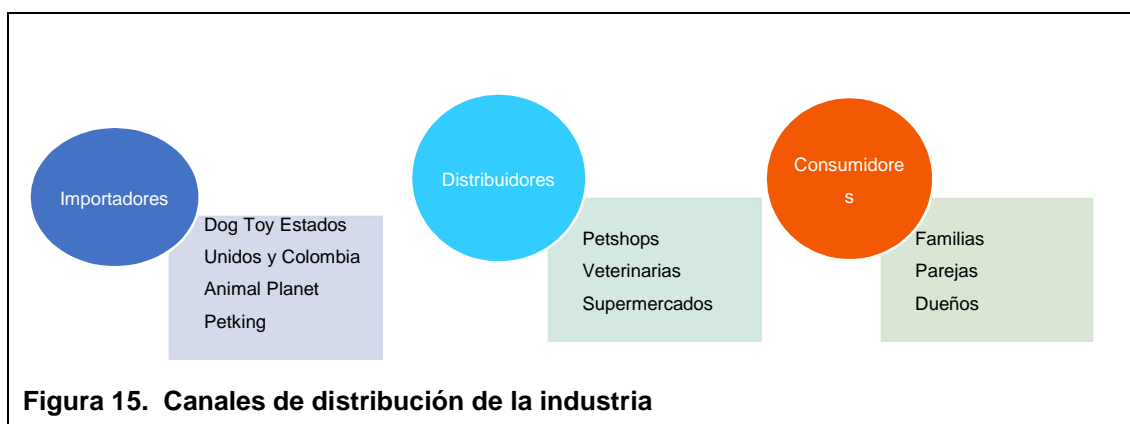 Importadores
Dog Toy Estados
Unidos y Colombia
Animal Planet
Petking
Distribuidores
Petshops
Veterinarias
Supermercados
Consumidore
s
Familias
Parejas
Dueños
Figura 15. Canales de distribución de la industria